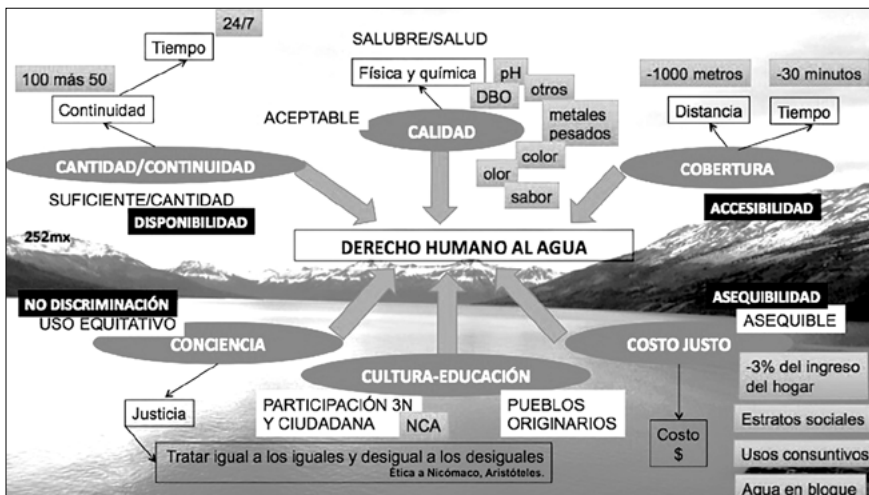 24/7
Tiempo
100 más 50
Continuidad
CANTIDAD/CONTINUIDAD
SUFICIENTE/CANTIDAD
DISPONIBILIDAD
252mx
SALUBRE/SALUD
Física y química
pH
DBO
otros
ACEPTABLE
CALIDAD
metales
pesados
color
olor
sabor
-1000 metros
-30 minutos
Distancia
Tiempo
COBERTURA
ACCESIBILIDAD
DERECHO HUMANO AL AGUA
NO DISCRIMINACIÓN
USO EQUITATIVO
CONCIENCIA
Justicia
CULTURA-EDUCACIÓN
PARTICIPACIÓN 3N
Y CIUDADANA
NCA
PUEBLOS
ORIGINARIOS
Tratar igual a los iguales y desigual a los desiguales
Ética a Nicómaco, Aristóteles.
ASEQUIBILIDAD
ASEQUIBLE
COSTO JUSTO
Costo
$
-3% del ingreso
del hogar
Estratos sociales
Usos consuntivos
Agua en bloque